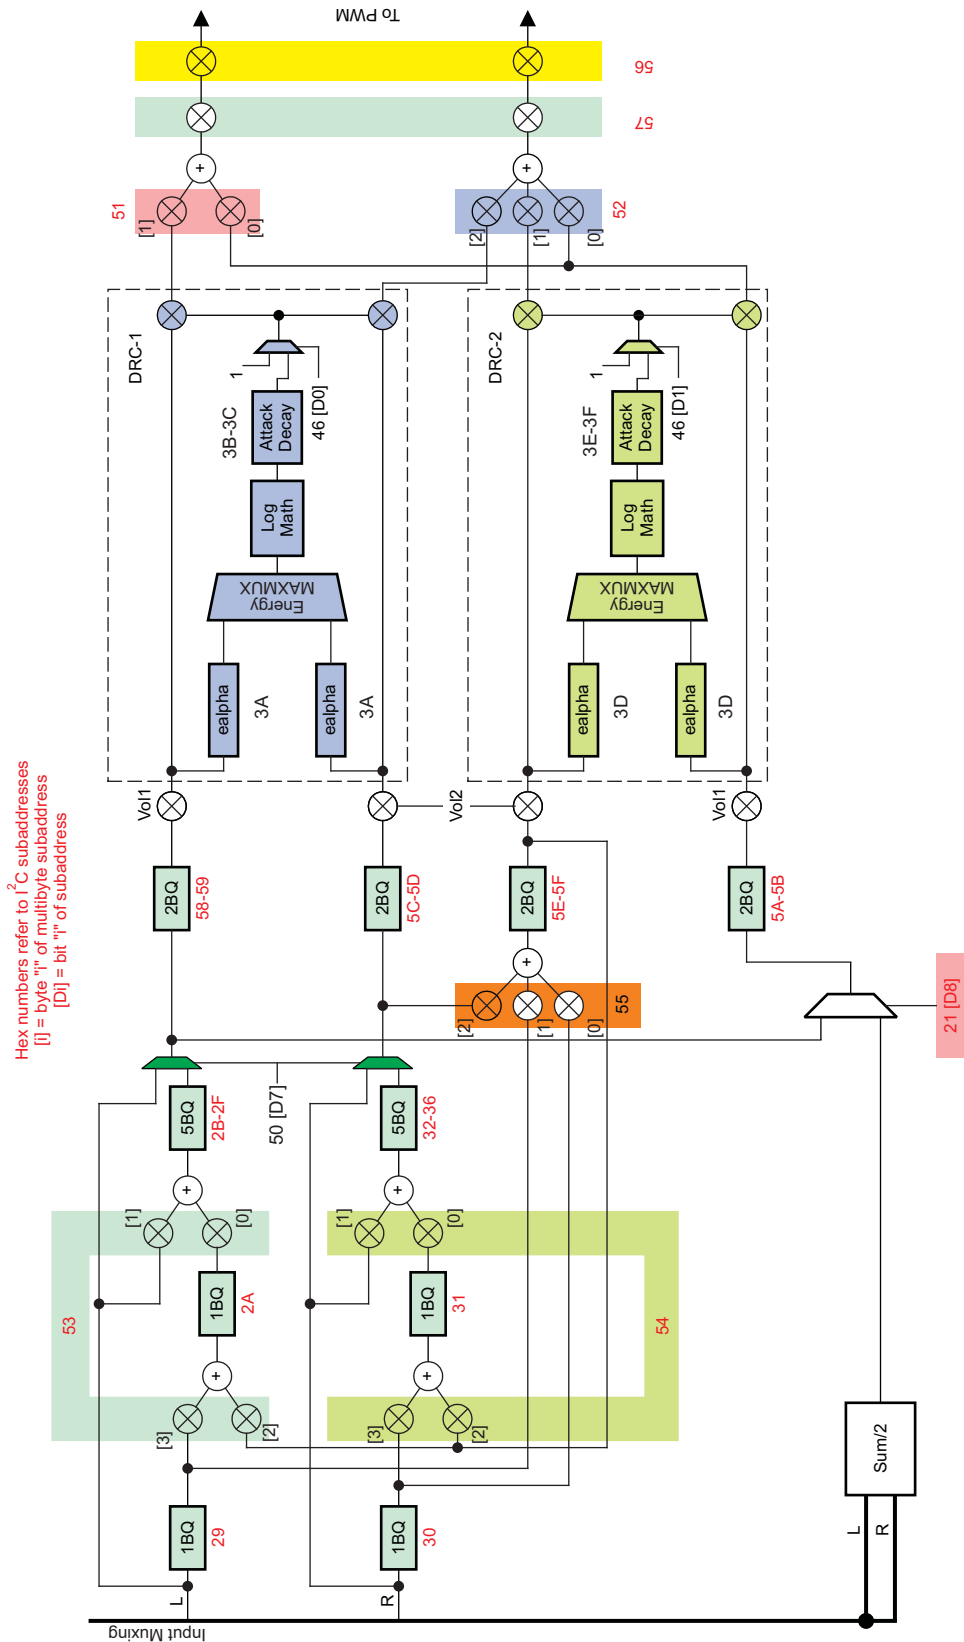 Hex numbers refer to I²C subaddresses
[i] = byte "i" of multibyte subaddress
[Di] = bit "i" of subaddress
Input Muxing
L
R
1BQ
29
1BQ
30
53
[3]
[2]
1BQ
2A
+
[1]
[0]
+
54
[3]
[2]
1BQ
31
+
[1]
[0]
+
5BQ
2B-2F
5BQ
32-36
50 [D7]
L
R
Sum/2
21 [D8]
[2]
[1]
[0]
55
+
2BQ
58-59
2BQ
5C-5D
2BQ
5E-5F
2BQ
5A-5B
Vol1
Vol2
Vol1
DRC-1
ealpha
3A
ealpha
3A
Energy
MAXMUX
Log
Math
3B-3C
Attack
Decay
1
46 [D0]
DRC-2
ealpha
3D
ealpha
3D
Energy
MAXMUX
Log
Math
3E-3F
Attack
Decay
1
46 [D1]
51
[1]
[0]
+
52
[2]
[1]
[0]
+
57
56
To PWM